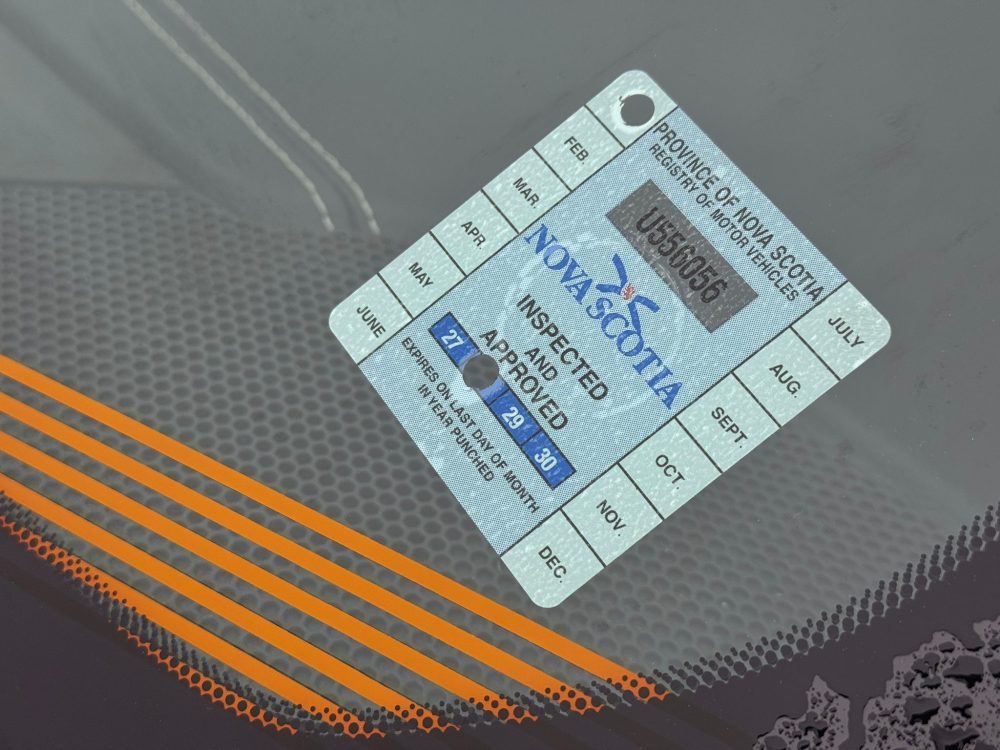 PROVINCE OF NOVA SCOTIA
REGISTRY OF MOTOR VEHICLES
U556056
NOVA SCOTIA
INSPECTED
AND
APPROVED
27
29
30
EXPIRES ON LAST DAY OF MONTH
IN YEAR PUNCHED
FEB.
MAR.
APR
MAY
JUNE
JULY
AUG.
SEPT.
OCT.
NOV.
DEC.